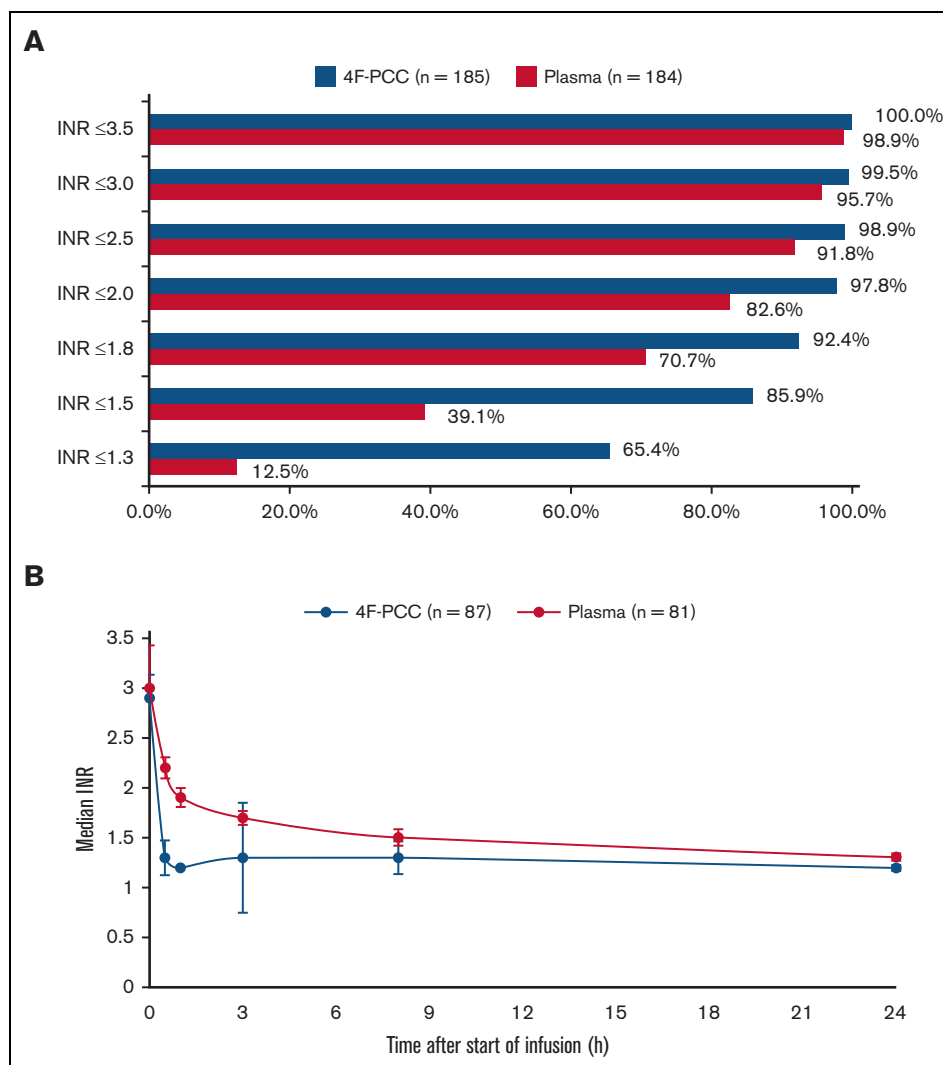 A
4F-PCC (n = 185) Plasma (n = 184)
INR ≤3.5 100.0%
98.9%
INR ≤3.0 99.5%
95.7%
INR ≤2.5 98.9%
91.8%
INR ≤2.0 97.8%
82.6%
INR ≤1.8 92.4%
70.7%
INR ≤1.5 85.9%
39.1%
INR ≤1.3 65.4%
12.5%
0.0% 20.0% 40.0% 60.0% 80.0% 100.0%
B
4F-PCC (n = 87) Plasma (n = 81)
3.5
3
2.5
2
1.5
1
0.5
0
Median INR
0 3 6 9 12 15 18 21 24
Time after start of infusion (h)